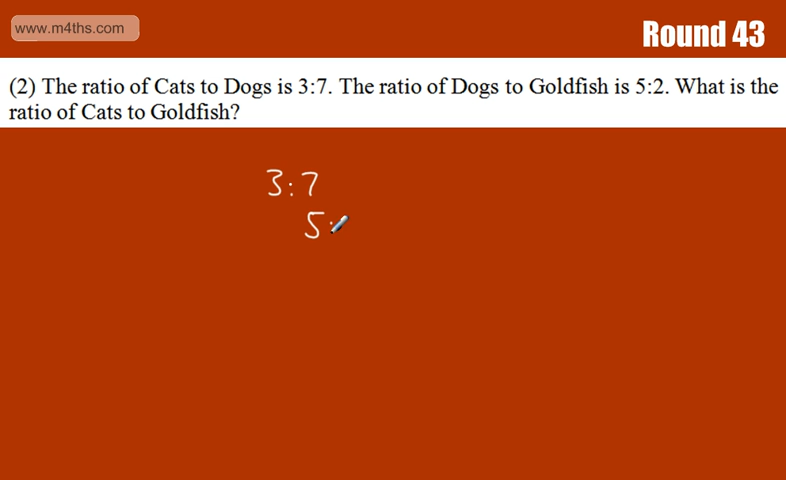 www.m4ths.com
Round 43
(2) The ratio of Cats to Dogs is 3:7. The ratio of Dogs to Goldfish is 5:2. What is the
ratio of Cats to Goldfish?
3:7
5: